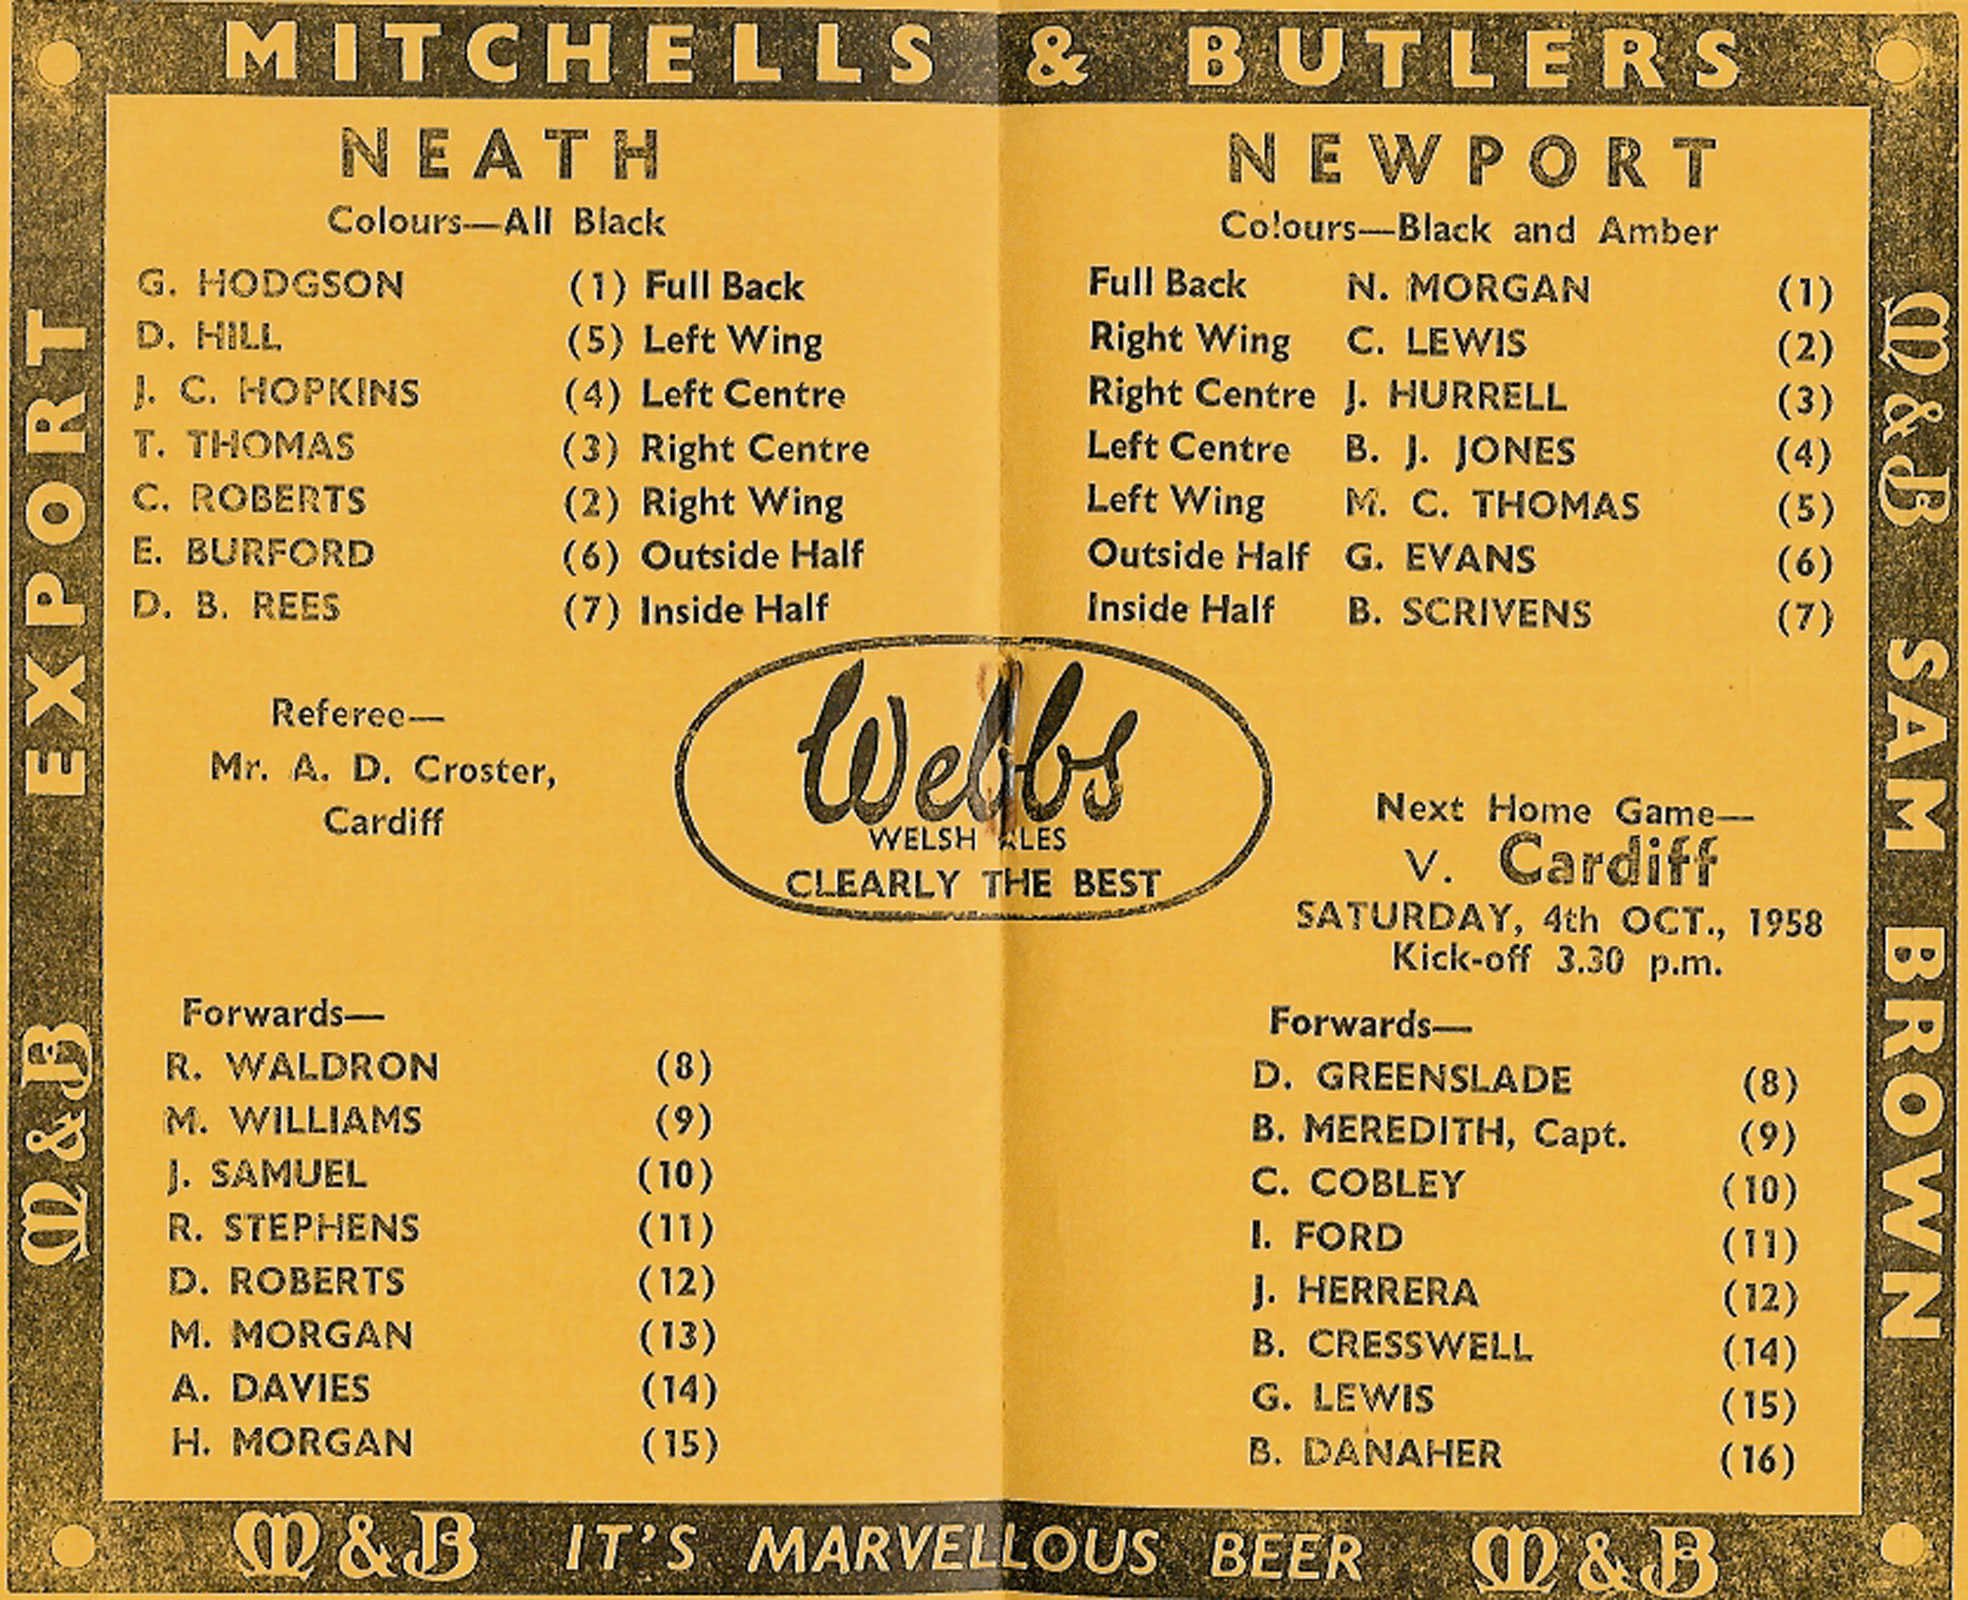 MITCHELLS & BUTLERS
M&B EXPORT
NEATH
Colours—All Black
G. HODGSON (1) Full Back
D. HILL (5) Left Wing
J. C. HOPKINS (4) Left Centre
T. THOMAS (3) Right Centre
C. ROBERTS (2) Right Wing
E. BURFORD (6) Outside Half
D. B. REES (7) Inside Half
Referee—
Mr. A. D. Croster,
Cardiff
Forwards—
R. WALDRON (8)
M. WILLIAMS (9)
J. SAMUEL (10)
R. STEPHENS (11)
D. ROBERTS (12)
M. MORGAN (13)
A. DAVIES (14)
H. MORGAN (15)
Webbs
WELSH ALES
CLEARLY THE BEST
NEWPORT
Colours—Black and Amber
Full Back N. MORGAN (1)
Right Wing C. LEWIS (2)
Right Centre J. HURRELL (3)
Left Centre B. J. JONES (4)
Left Wing M. C. THOMAS (5)
Outside Half G. EVANS (6)
Inside Half B. SCRIVENS (7)
Next Home Game—
V. Cardiff
SATURDAY, 4th OCT., 1958
Kick-off 3.30 p.m.
Forwards—
D. GREENSLADE (8)
B. MEREDITH, Capt. (9)
C. COBLEY (10)
I. FORD (11)
J. HERRERA (12)
B. CRESSWELL (14)
G. LEWIS (15)
B. DANAHER (16)
M&B SAM BROWN
M&B IT'S MARVELLOUS BEER M&B